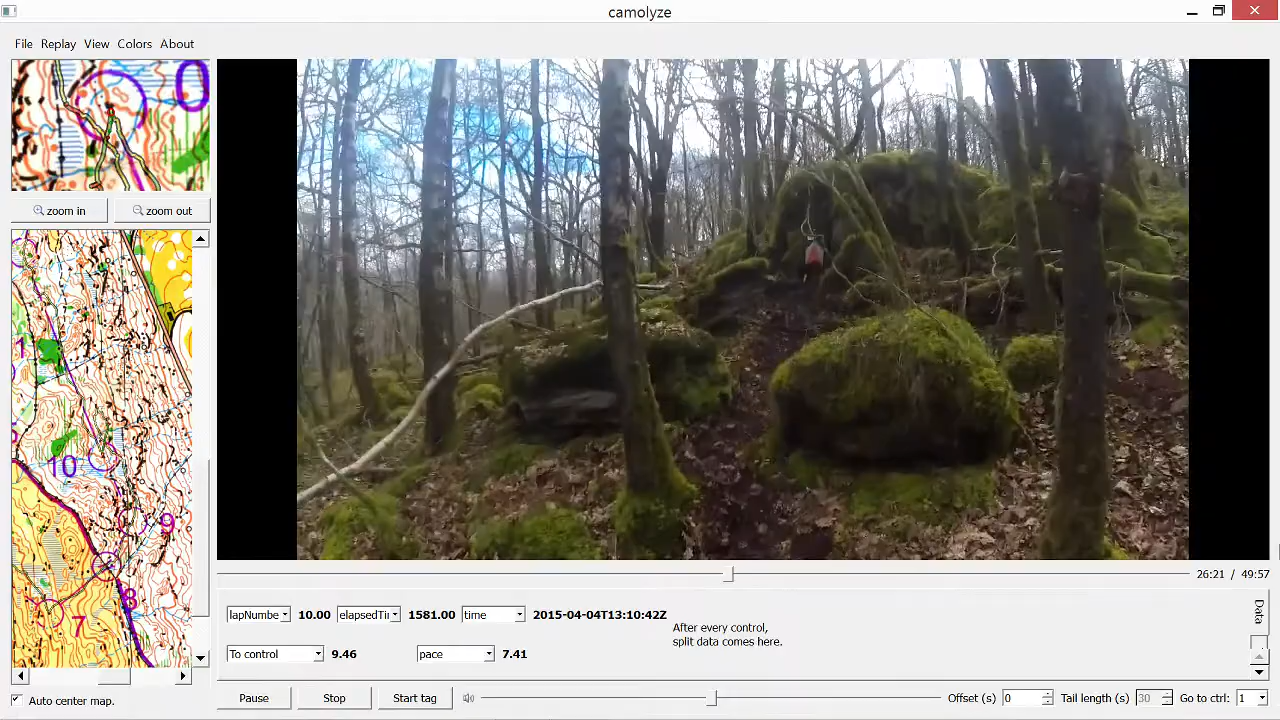 camolyze
File Replay View Colors About
0
zoom in zoom out
1
10
9
8
7
26:21 / 49:57
lapNumbe 10.00 elapsedTii 1581.00 time 2015-04-04T13:10:42Z
After every control,
split data comes here.
To control 9.46 pace 7.41
Data
Auto center map.
Pause Stop Start tag Offset (s) 0 Tail length (s) 30 Go to ctrl: 1